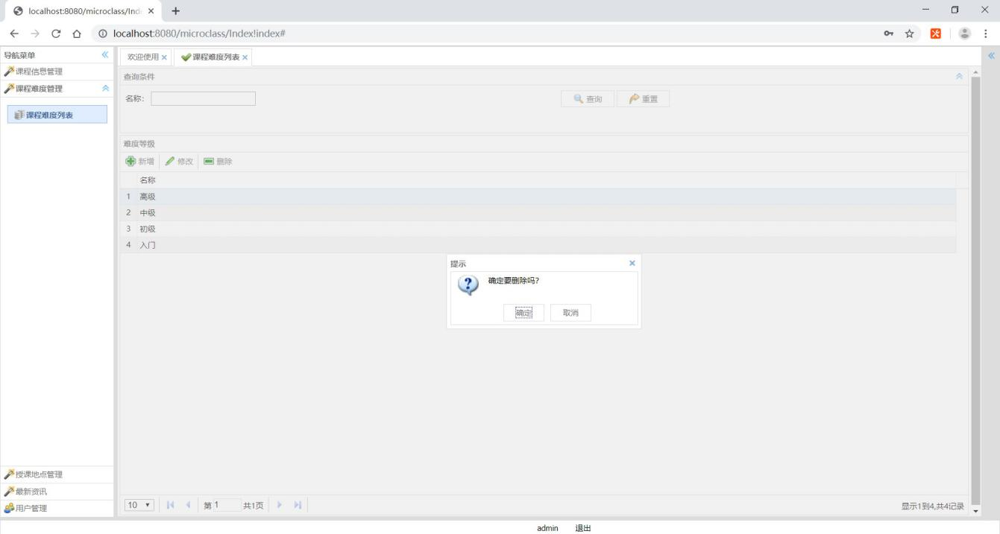 localhost:8080/microclass/Ind
localhost:8080/microclass/Index!index#
导航菜单
欢迎使用 课程难度列表
课程信息管理
课程难度管理
课程难度列表
查询条件
名称: 查询 重置
难度等级
新增 修改 删除
名称
1 高级
2 中级
3 初级
4 入门
提示
确定要删除吗?
确定 取消
授课地点管理
最新资讯
用户管理
10 第 1 共1页 显示1到4,共4记录
admin 退出